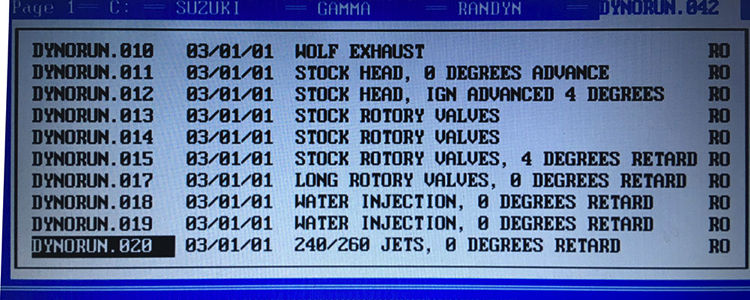 Page 1 C: SUZUKI GAMMA RANDYN DYNORUN.042
DYNORUN.010 03/01/01 WOLF EXHAUST RO
DYNORUN.011 03/01/01 STOCK HEAD, 0 DEGREES ADVANCE RO
DYNORUN.012 03/01/01 STOCK HEAD, IGN ADVANCED 4 DEGREES RO
DYNORUN.013 03/01/01 STOCK ROTORY VALVES RO
DYNORUN.014 03/01/01 STOCK ROTORY VALVES RO
DYNORUN.015 03/01/01 STOCK ROTORY VALVES, 4 DEGREES RETARD RO
DYNORUN.017 03/01/01 LONG ROTORY VALVES, 0 DEGREES RETARD RO
DYNORUN.018 03/01/01 WATER INJECTION, 0 DEGREES RETARD RO
DYNORUN.019 03/01/01 WATER INJECTION, 0 DEGREES RETARD RO
DYNORUN.020 03/01/01 240/260 JETS, 0 DEGREES RETARD RO